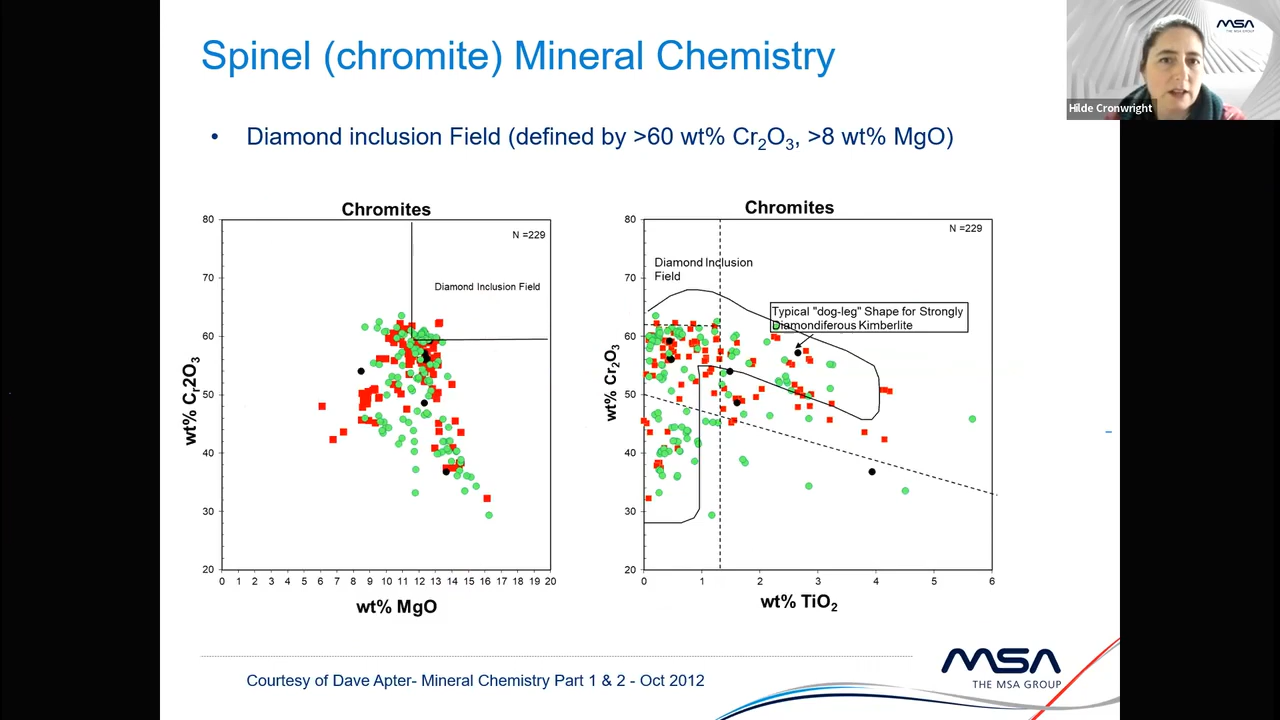 Spinel (chromite) Mineral Chemistry
MSA
THE MSA GROUP
Hilde Cronwright
• Diamond inclusion Field (defined by >60 wt% Cr₂O₃, >8 wt% MgO)
Chromites
N =229
Diamond Inclusion Field
80
70
60
50
40
30
20
wt% Cr2O₃
0 1 2 3 4 5 6 7 8 9 10 11 12 13 14 15 16 17 18 19 20
wt% MgO
Chromites
N =229
Diamond Inclusion
Field
Typical "dog-leg" Shape for Strongly
Diamondiferous Kimberlite
80
70
60
50
40
30
20
wt% Cr₂O₃
0 1 2 3 4 5 6
wt% TiO₂
Courtesy of Dave Apter- Mineral Chemistry Part 1 & 2 - Oct 2012
MSA
THE MSA GROUP